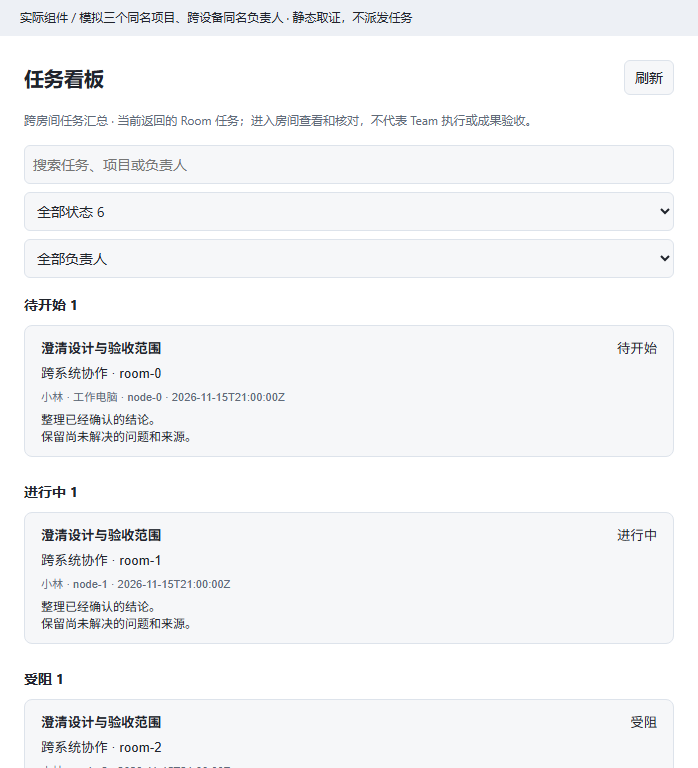 实际组件 / 模拟三个同名项目、跨设备同名负责人 · 静态取证，不派发任务
任务看板
刷新
跨房间任务汇总 · 当前返回的 Room 任务；进入房间查看和核对，不代表 Team 执行或成果验收。
搜索任务、项目或负责人
全部状态 6
全部负责人
待开始 1
澄清设计与验收范围
待开始
跨系统协作 · room-0
小林 · 工作电脑 · node-0 · 2026-11-15T21:00:00Z
整理已经确认的结论。
保留尚未解决的问题和来源。
进行中 1
澄清设计与验收范围
进行中
跨系统协作 · room-1
小林 · node-1 · 2026-11-15T21:00:00Z
整理已经确认的结论。
保留尚未解决的问题和来源。
受阻 1
澄清设计与验收范围
受阻
跨系统协作 · room-2